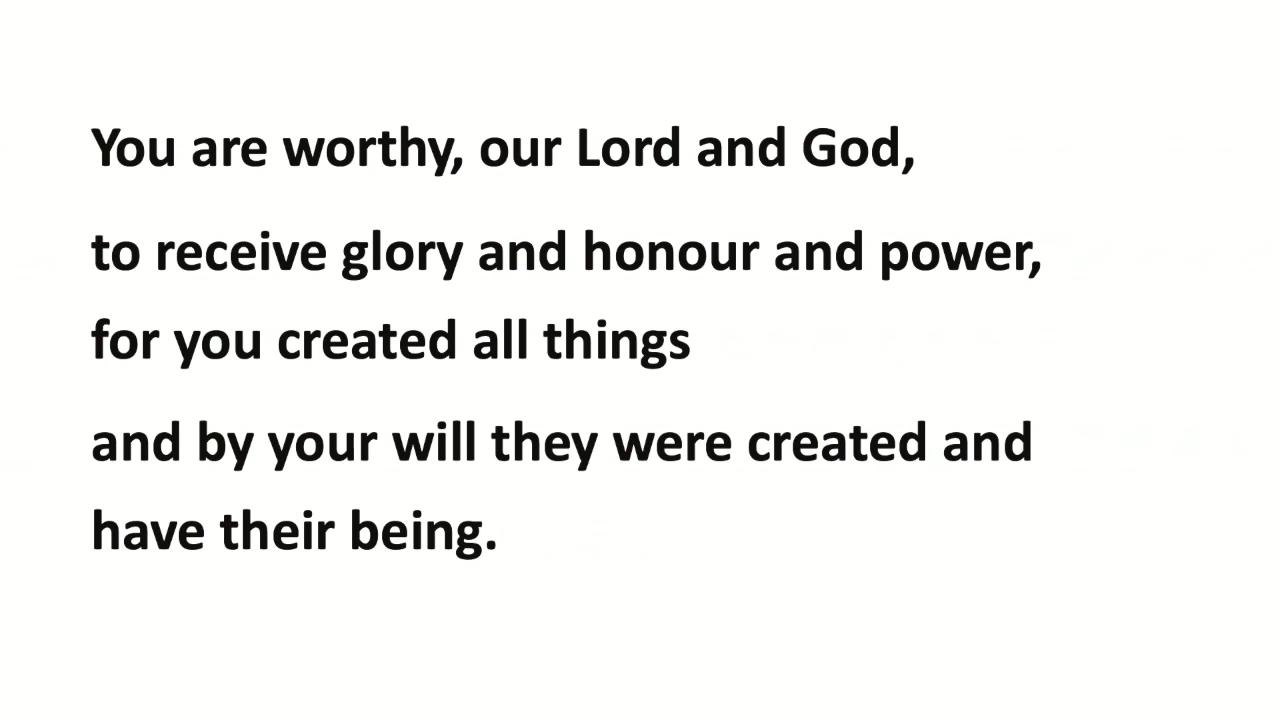 You are worthy, our Lord and God,
to receive glory and honour and power,
for you created all things
and by your will they were created and
have their being.